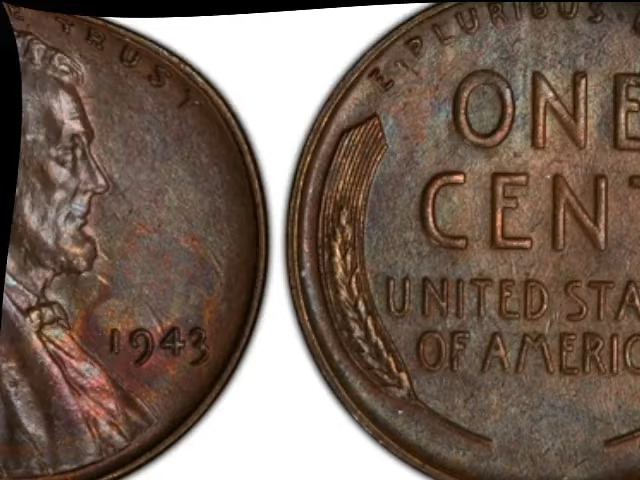 E TRUST
1943
E·PLURIBUS
ONE
CENT
UNITED STA
OF AMERIC